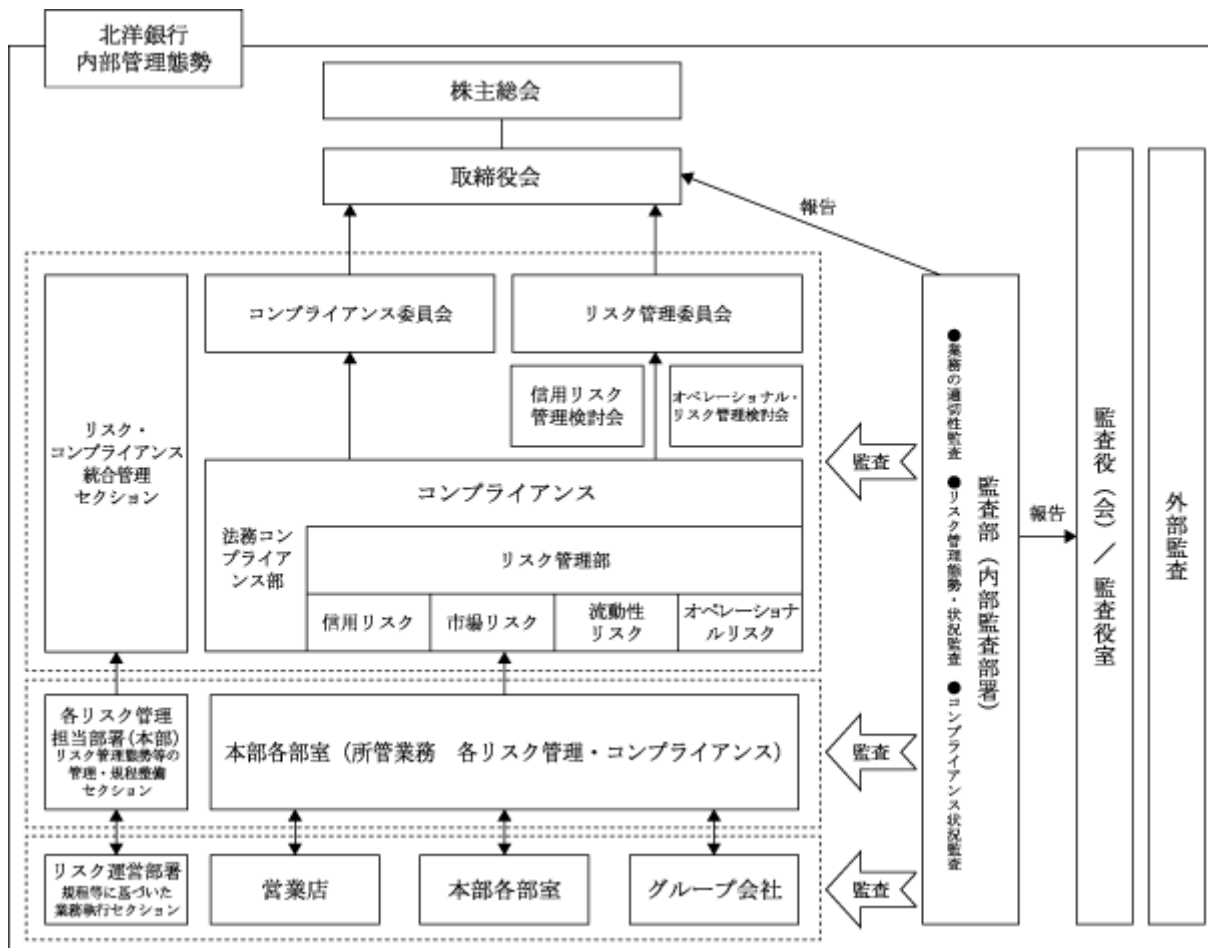 北洋銀行
内部管理態勢
株主総会
取締役会
報告
コンプライアンス委員会
リスク管理委員会
信用リスク
管理検討会
オペレーショナル・
リスク管理検討会
リスク・
コンプライアンス
統合管理
セクション
コンプライアンス
法務コン
プライア
ンス部
リスク管理部
信用リスク
市場リスク
流動性
リスク
オペレーショナ
ルリスク
監査
各リスク管理
担当部署(本部)
リスク管理態勢等の
管理・規程整備
セクション
本部各部室（所管業務　各リスク管理・コンプライアンス）
監査
リスク運営部署
規程等に基づいた
業務執行セクション
営業店
本部各部室
グループ会社
監査
監査部（内部監査部署）
●業務の適切性監査　●リスク管理態勢・状況監査　●コンプライアンス状況監査
報告
監査役（会）／監査役室
外部監査